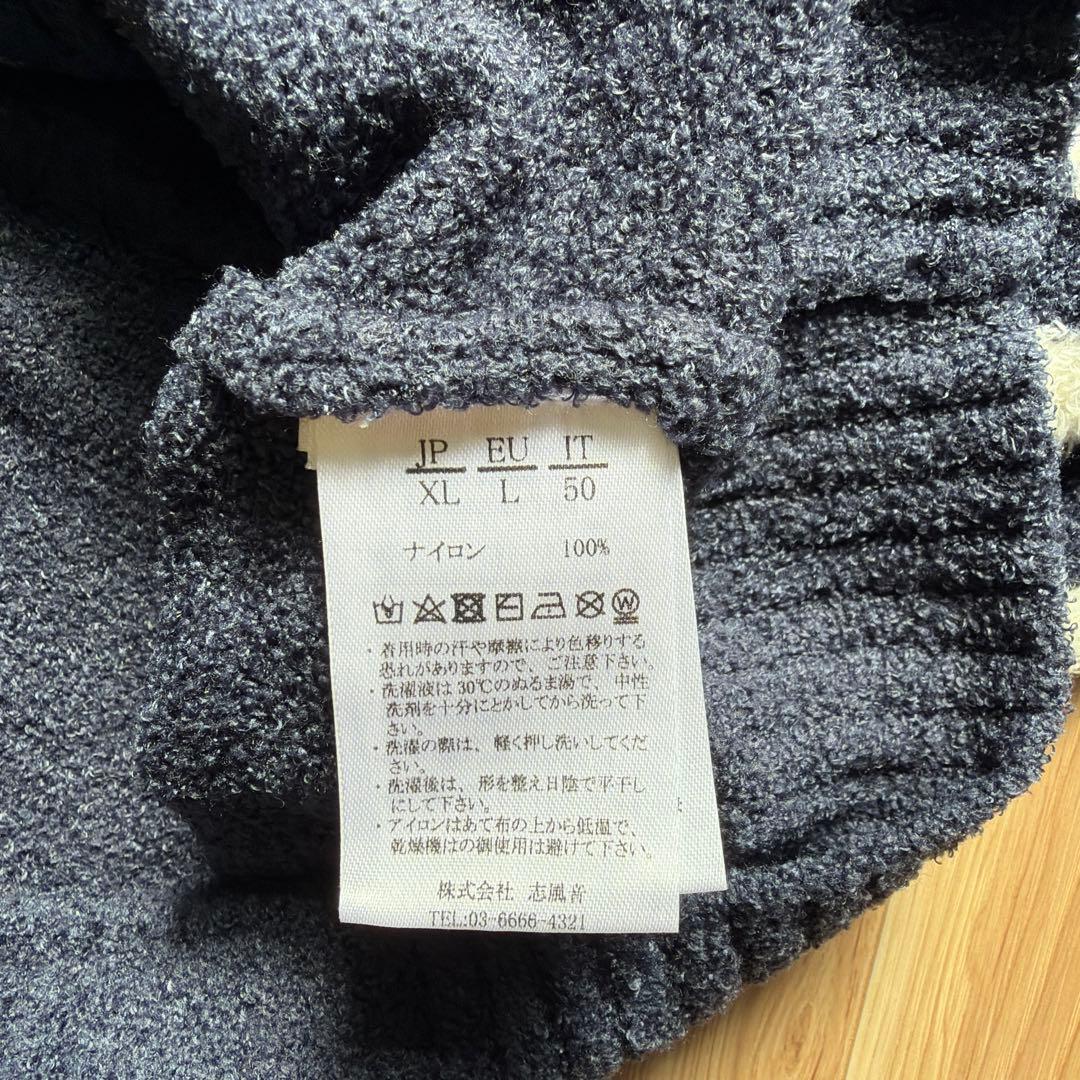 JP EU IT
XL L 50
ナイロン 100%
W
・着用時の汗や摩擦により色移りする
恐れがありますので、ご注意下さい。
・洗濯液は30℃のぬるま湯で、中性
洗剤を十分にとかしてから洗って下
さい。
・洗濯の際は、軽く押し洗いしてくだ
さい。
・洗濯後は、形を整え日陰で平干し
にして下さい。
・アイロンはあて布の上から低温で、
乾燥機はの御使用は避けて下さい。
株式会社 志風音
TEL:03-6666-4321